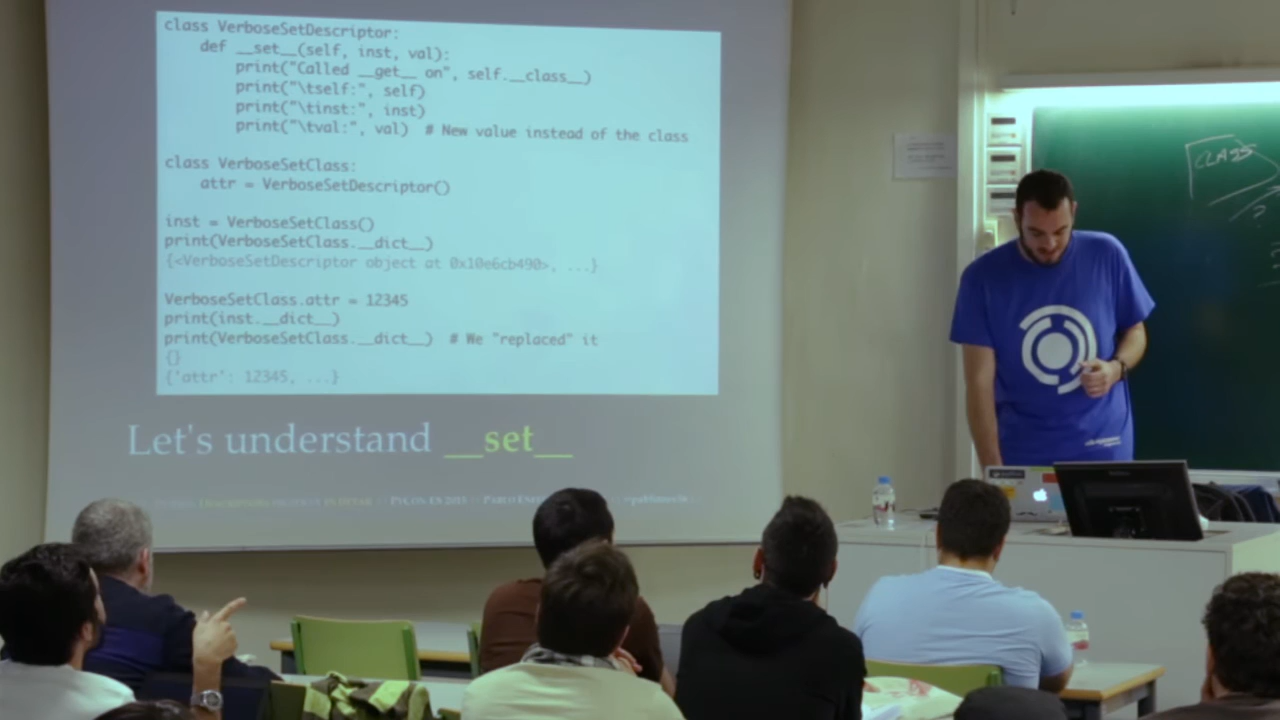 class VerboseSetDescriptor:
    def __set__(self, inst, val):
        print("Called __get__ on", self.__class__)
        print("\tself:", self)
        print("\tinst:", inst)
        print("\tval:", val)  # New value instead of the class
class VerboseSetClass:
    attr = VerboseSetDescriptor()
inst = VerboseSetClass()
print(VerboseSetClass.__dict__)
{<VerboseSetDescriptor object at 0x10e6cb490>, ...}
VerboseSetClass.attr = 12345
print(inst.__dict__)
print(VerboseSetClass.__dict__)  # We "replaced" it
{}
{'attr': 12345, ...}
Let's understand __set__
PyCon ES 2015
CLASS